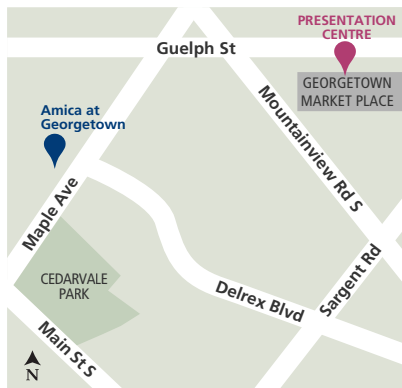 PRESENTATION
CENTRE
Guelph St
GEORGETOWN
MARKET PLACE
Amica at
Georgetown
Mountainview Rd S
Maple Ave
Sargent Rd
CEDARVALE
PARK
Delrex Blvd
Main St S
N